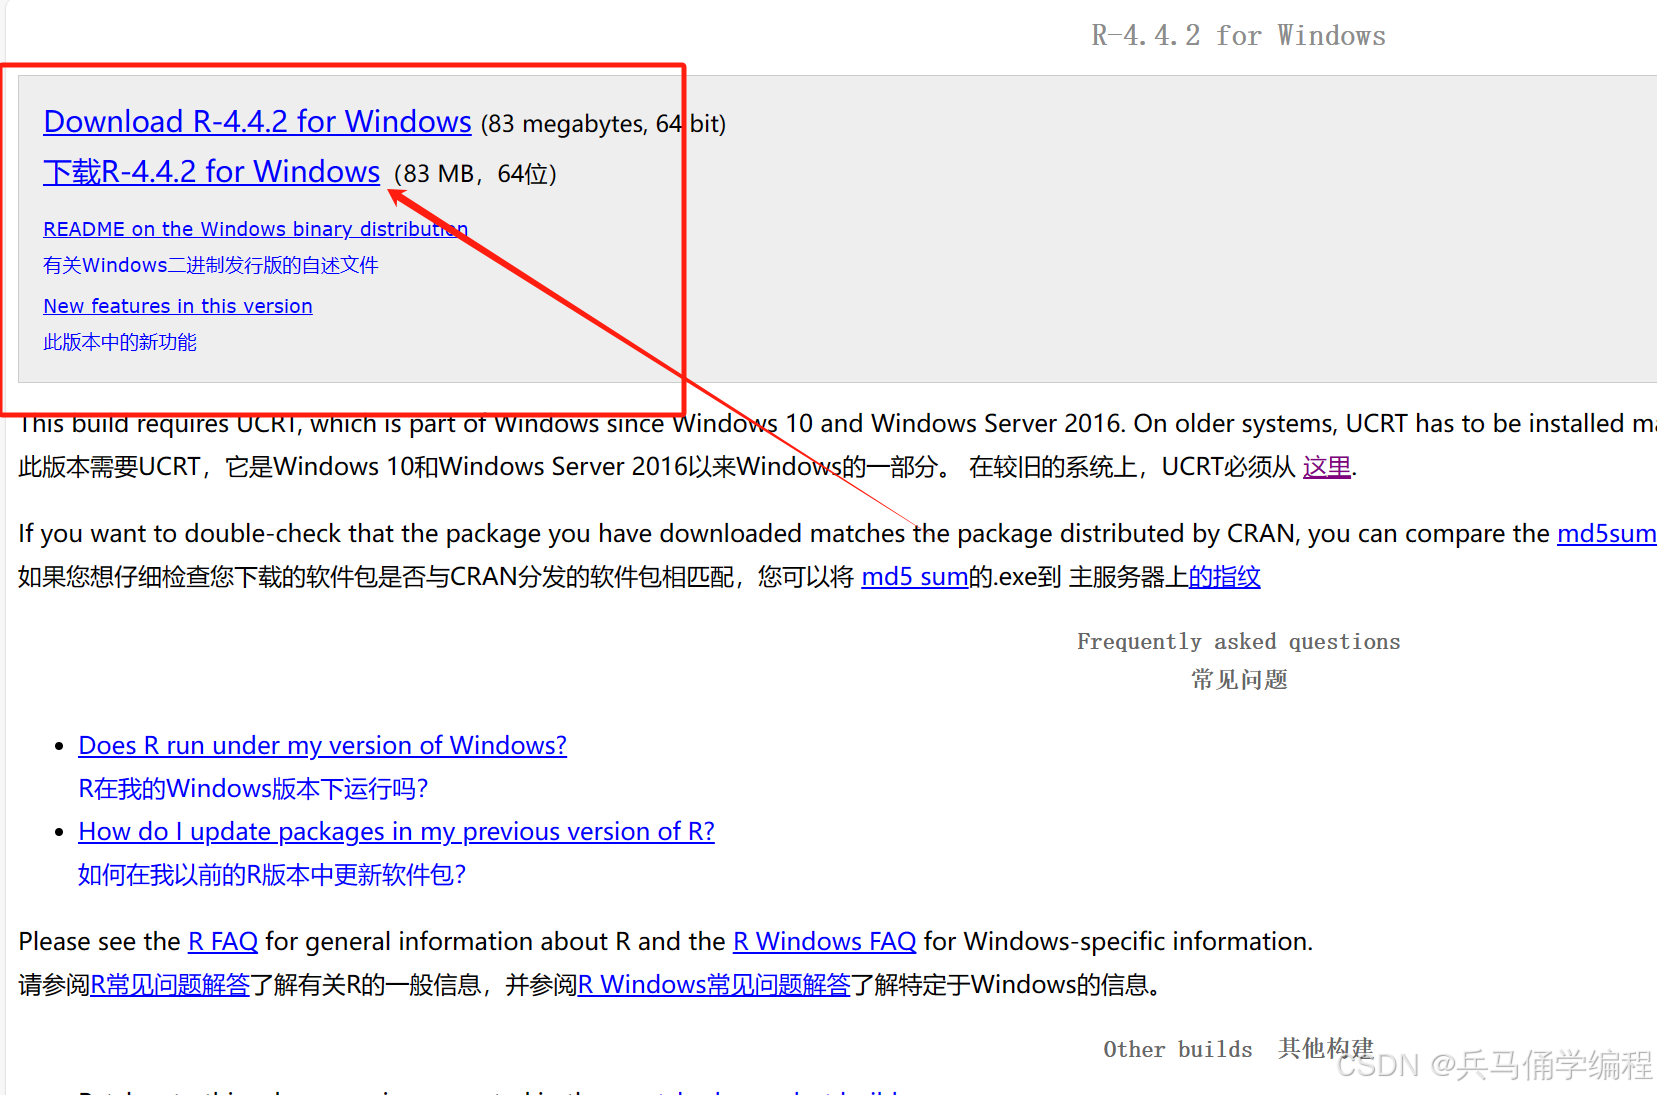 R-4.4.2 for Windows
Download R-4.4.2 for Windows (83 megabytes, 64 bit)
下载R-4.4.2 for Windows（83 MB，64位）
README on the Windows binary distribution
有关Windows二进制发行版的自述文件
New features in this version
此版本中的新功能
This build requires UCRT, which is part of Windows since Windows 10 and Windows Server 2016. On older systems, UCRT has to be installed
此版本需要UCRT，它是Windows 10和Windows Server 2016以来Windows的一部分。 在较旧的系统上，UCRT必须从 这里.
If you want to double-check that the package you have downloaded matches the package distributed by CRAN, you can compare the md5sum
如果您想仔细检查您下载的软件包是否与CRAN分发的软件包相匹配，您可以将 md5 sum的.exe到 主服务器上的指纹
Frequently asked questions
常见问题
• Does R run under my version of Windows?
R在我的Windows版本下运行吗？
• How do I update packages in my previous version of R?
如何在我以前的R版本中更新软件包？
Please see the R FAQ for general information about R and the R Windows FAQ for Windows-specific information.
请参阅R常见问题解答了解有关R的一般信息，并参阅R Windows常见问题解答了解特定于Windows的信息。
Other builds 其他构建
CSDN @兵马俑学编程